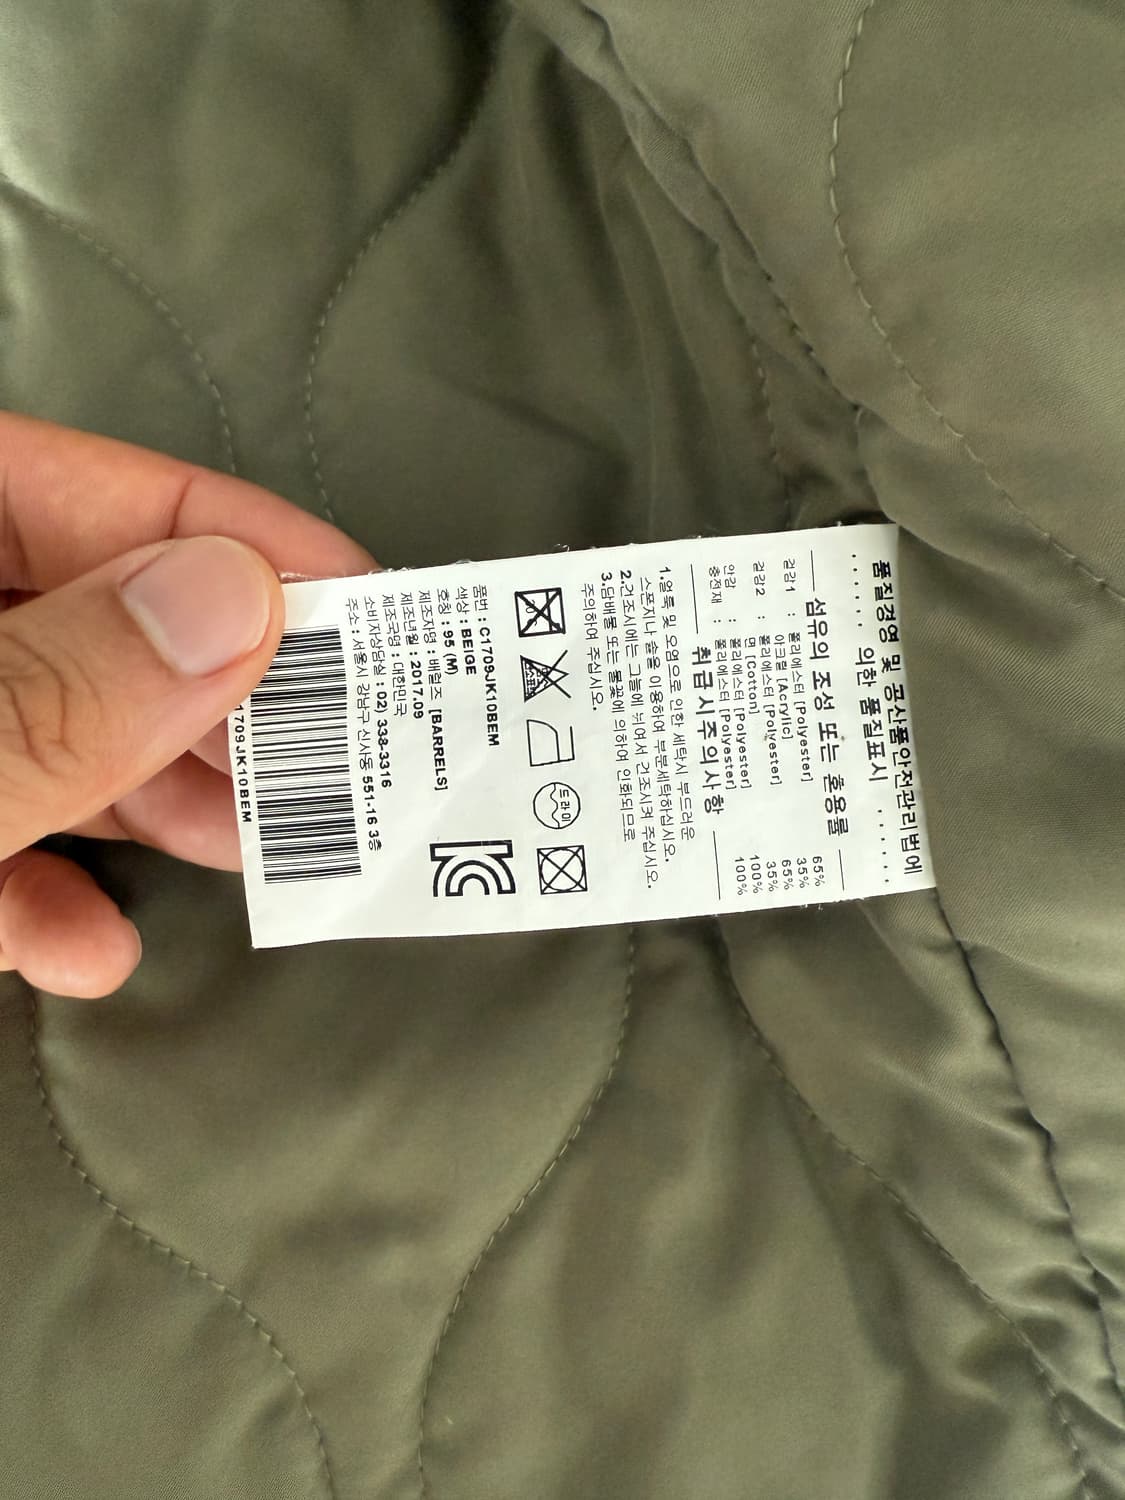 품질경영 및 공산품안전관리법에
...... 의한 품질표시 ......
섬유의 조성 또는 혼용률
겉감1 : 폴리에스터 [Polyester] 65%
아크릴 [Acrylic] 35%
겉감2 : 폴리에스터 [Polyester] 65%
면 [Cotton] 35%
안감 : 폴리에스터 [Polyester] 100%
충전재 : 폴리에스터 [Polyester] 100%
취급시주의사항
1.얼룩 및 오염으로 인한 세탁시 부드러운
스폰지나 솔을 이용하여 부분세탁하십시오.
2.건조시에는 그늘에 뉘어서 건조시켜 주십시오.
3.담배불 또는 불꽃에 의하여 인화되므로
주의하여 주십시오.
드라이
품번 : C1709JK10BEM
색상 : BEIGE
호칭 : 95 (M)
제조자명 : 배럴즈 [BARRELS]
제조년월 : 2017.09
제조국명 : 대한민국
소비자상담실 : 02) 338-3316
주소 : 서울시 강남구 신사동 551-16 3층
1709JK10BEM